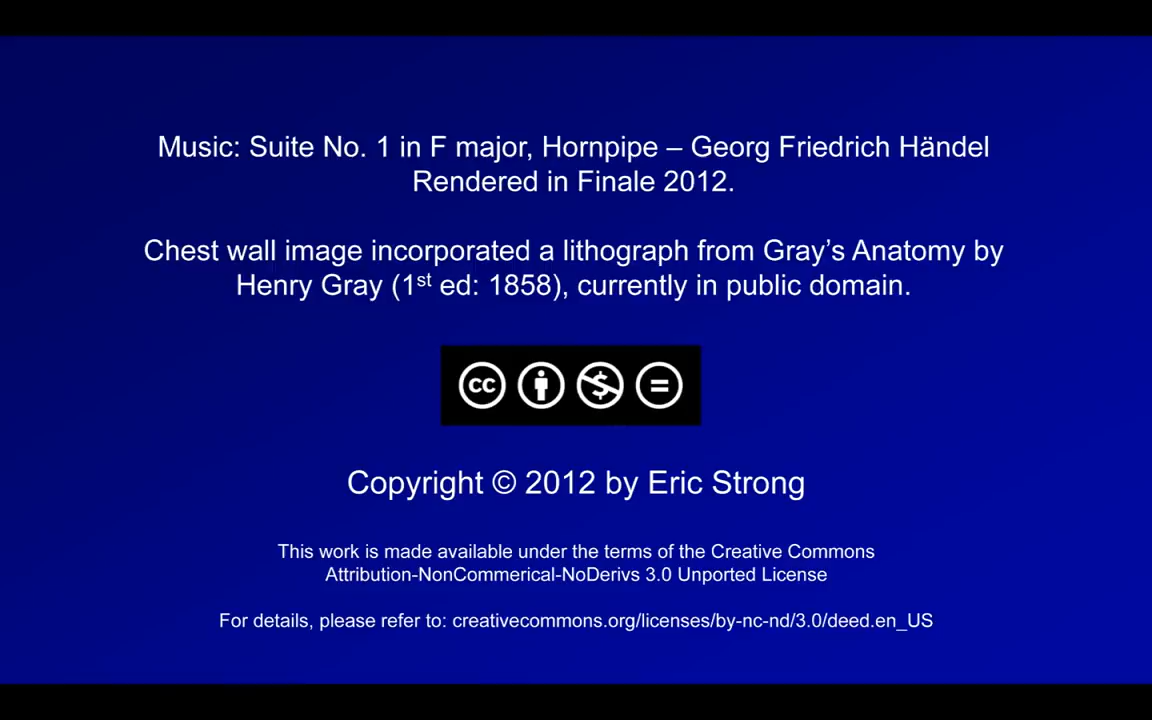 Music: Suite No. 1 in F major, Hornpipe – Georg Friedrich Händel
Rendered in Finale 2012.
Chest wall image incorporated a lithograph from Gray’s Anatomy by
Henry Gray (1st ed: 1858), currently in public domain.
cc
Copyright © 2012 by Eric Strong
This work is made available under the terms of the Creative Commons
Attribution-NonCommerical-NoDerivs 3.0 Unported License
For details, please refer to: creativecommons.org/licenses/by-nc-nd/3.0/deed.en_US